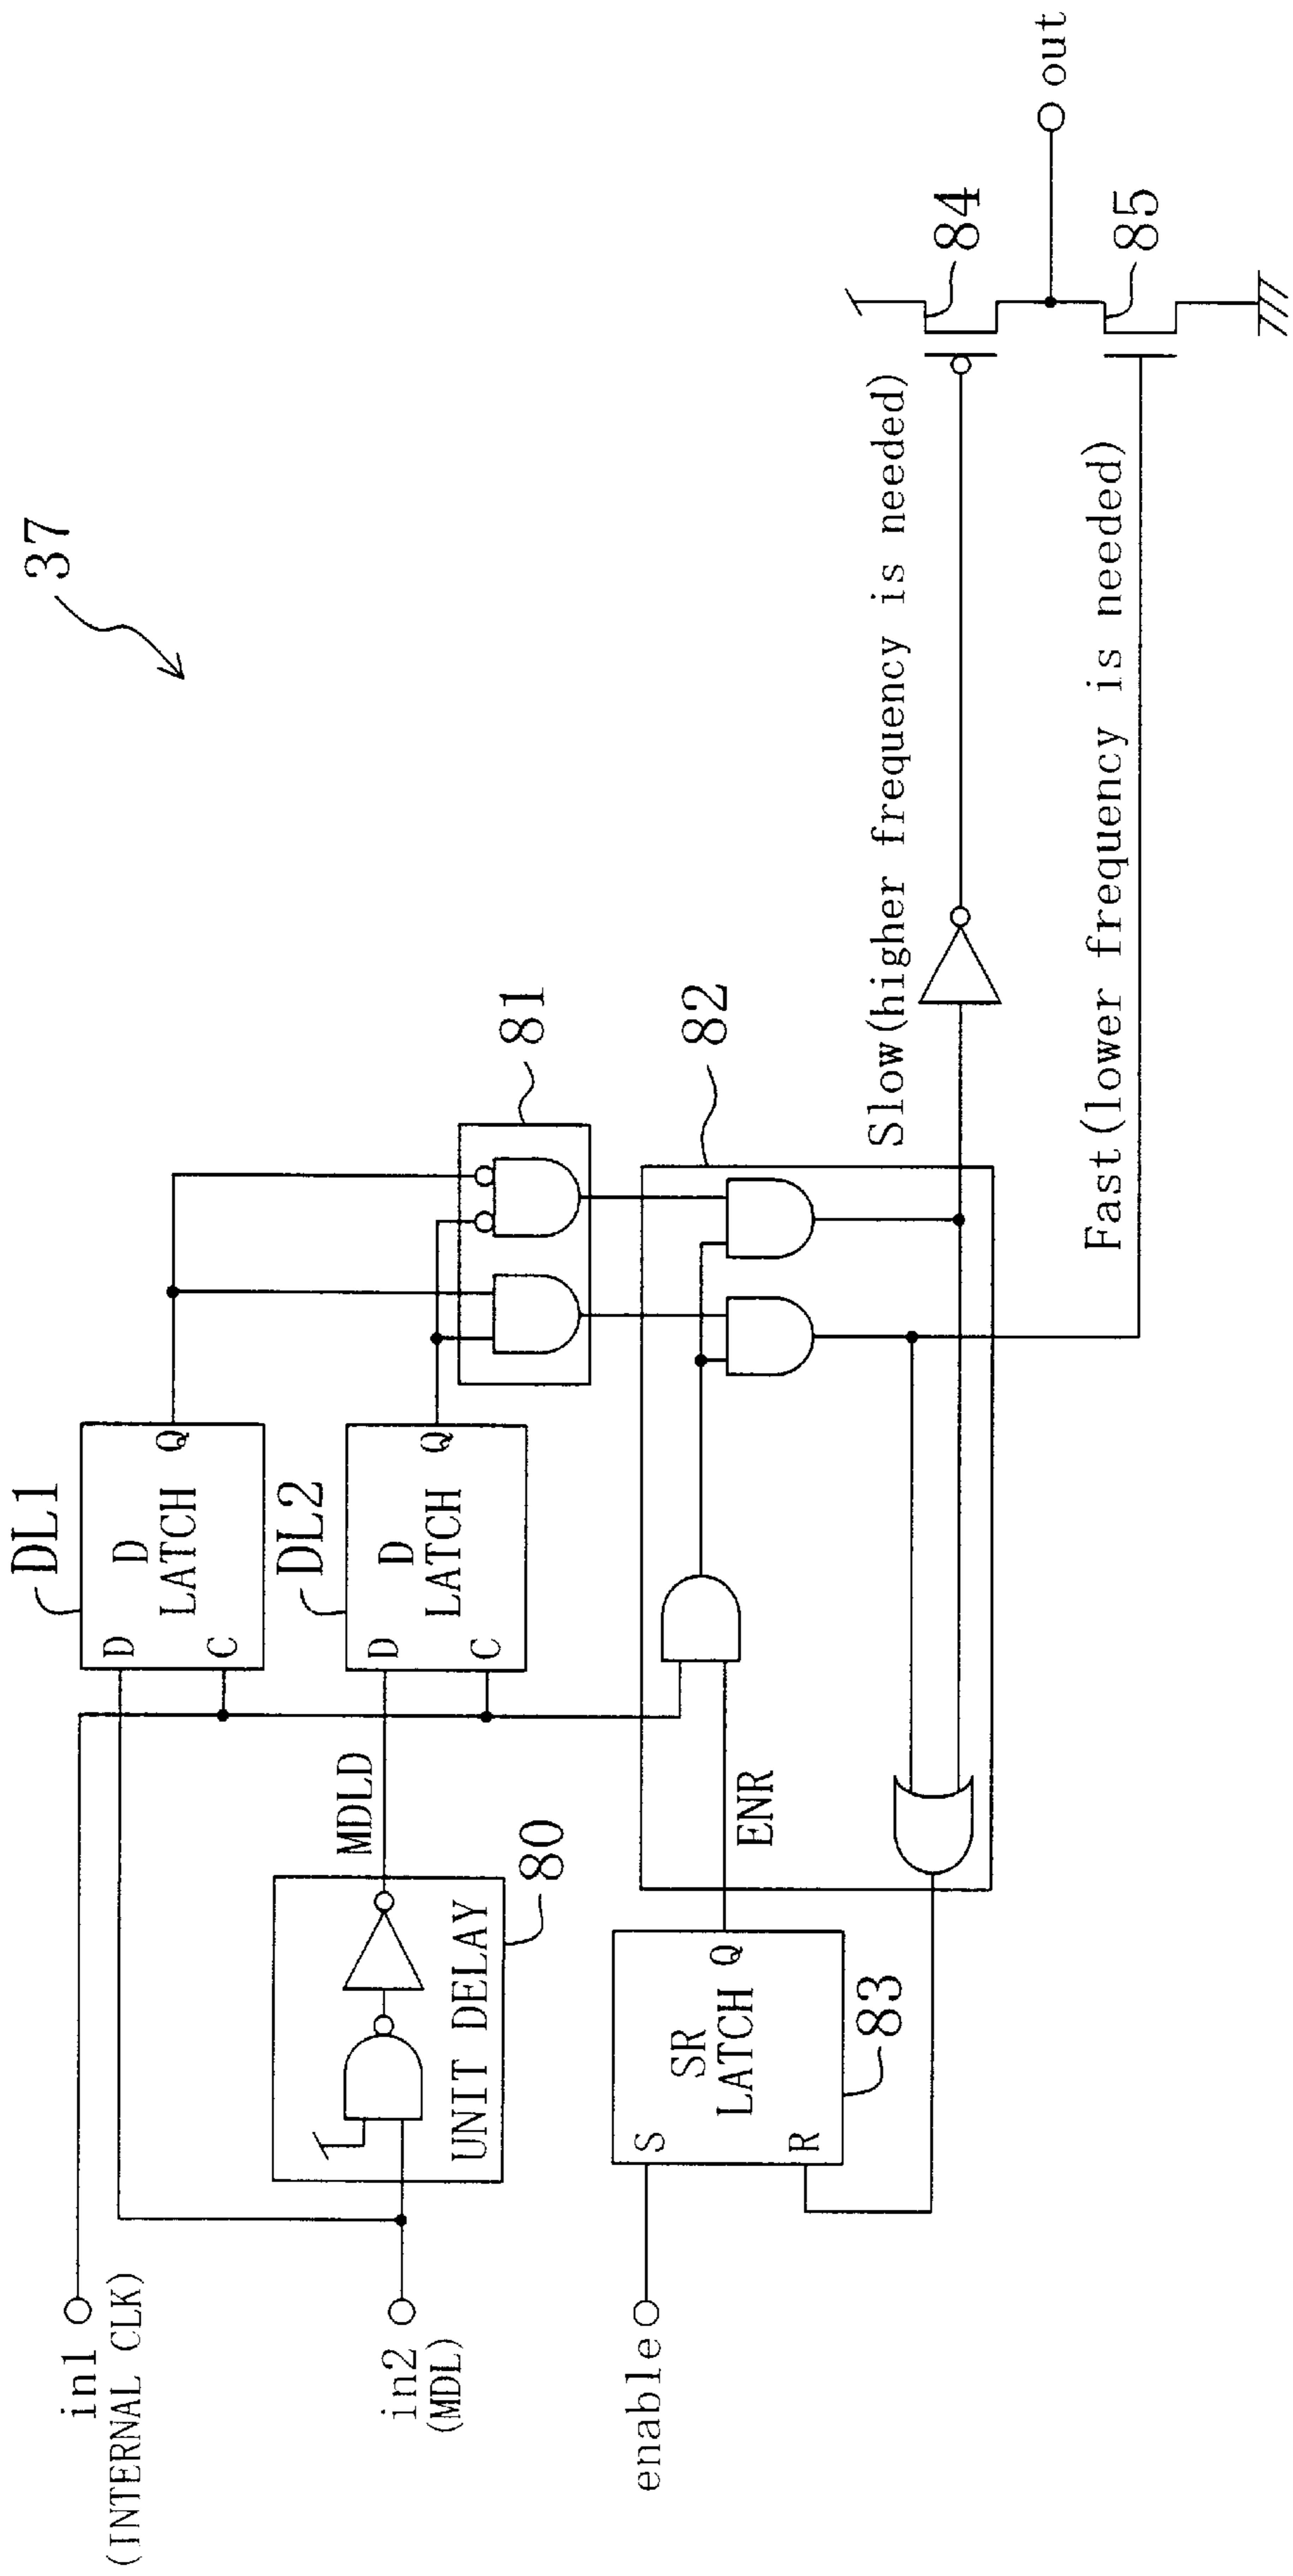 37
in1
(INTERNAL CLK)
in2
(MDL)
enable
DL1
D
C
D
LATCH
Q
DL2
D
C
D
LATCH
Q
MDLD
UNIT DELAY
80
81
82
ENR
S
R
SR
LATCH
Q
83
Slow(higher frequency is needed)
Fast(lower frequency is needed)
84
85
out